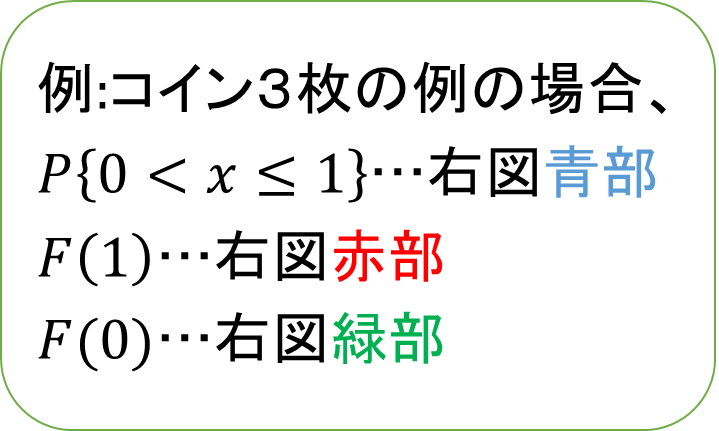 例:コイン３枚の例の場合、
P{0 < x ≤ 1}…右図青部
F(1)…右図赤部
F(0)…右図緑部